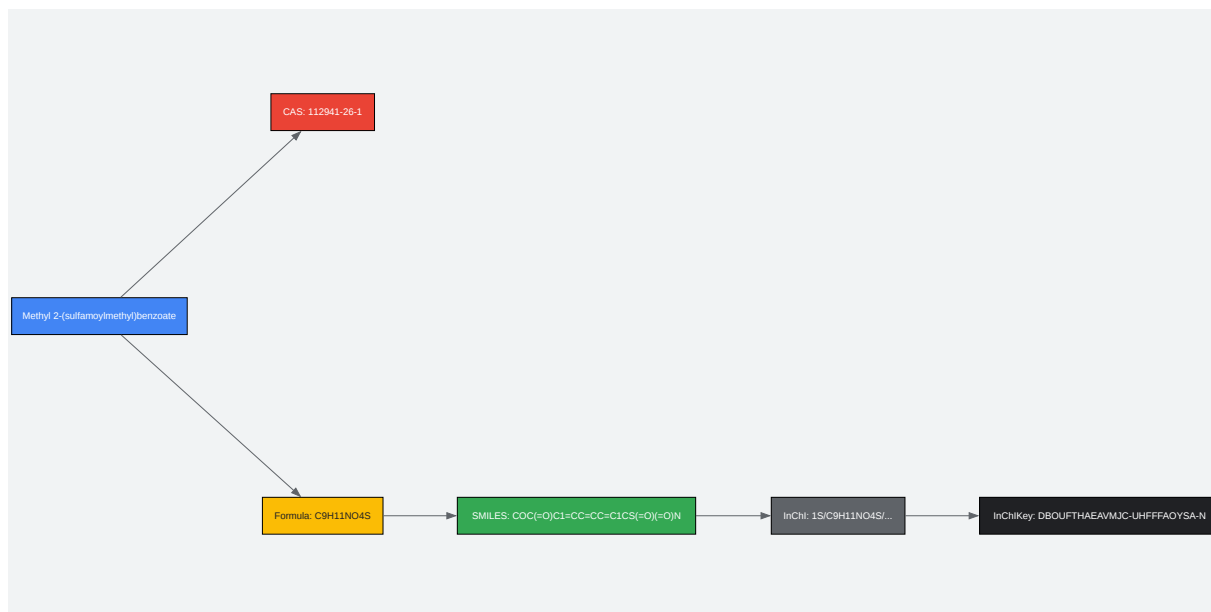 CAS: 112941-26-1
Methyl 2-(sulfamoylmethyl)benzoate
Formula: C9H11NO4S
SMILES: COC(=O)C1=CC=CC=C1CS(=O)(=O)N
InChI: 1S/C9H11NO4S/...
InChIKey: DBOUFTHAEAVMJC-UHFFFAOYSA-N